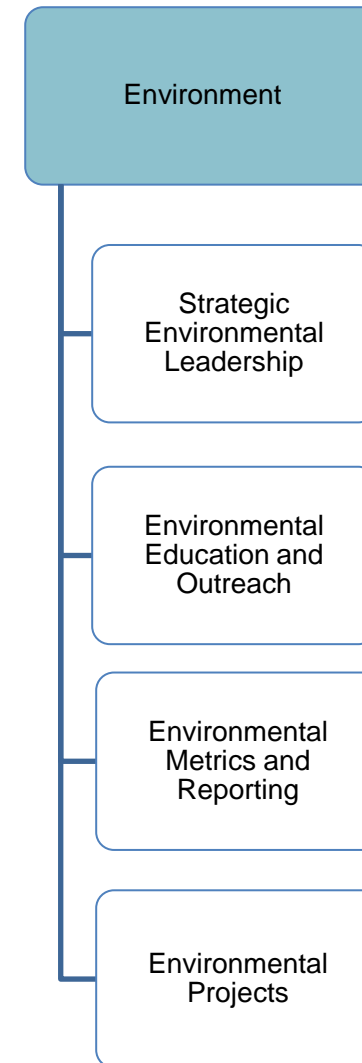 Environment
Strategic
Environmental
Leadership
Environmental
Education and
Outreach
Environmental
Metrics and
Reporting
Environmental
Projects